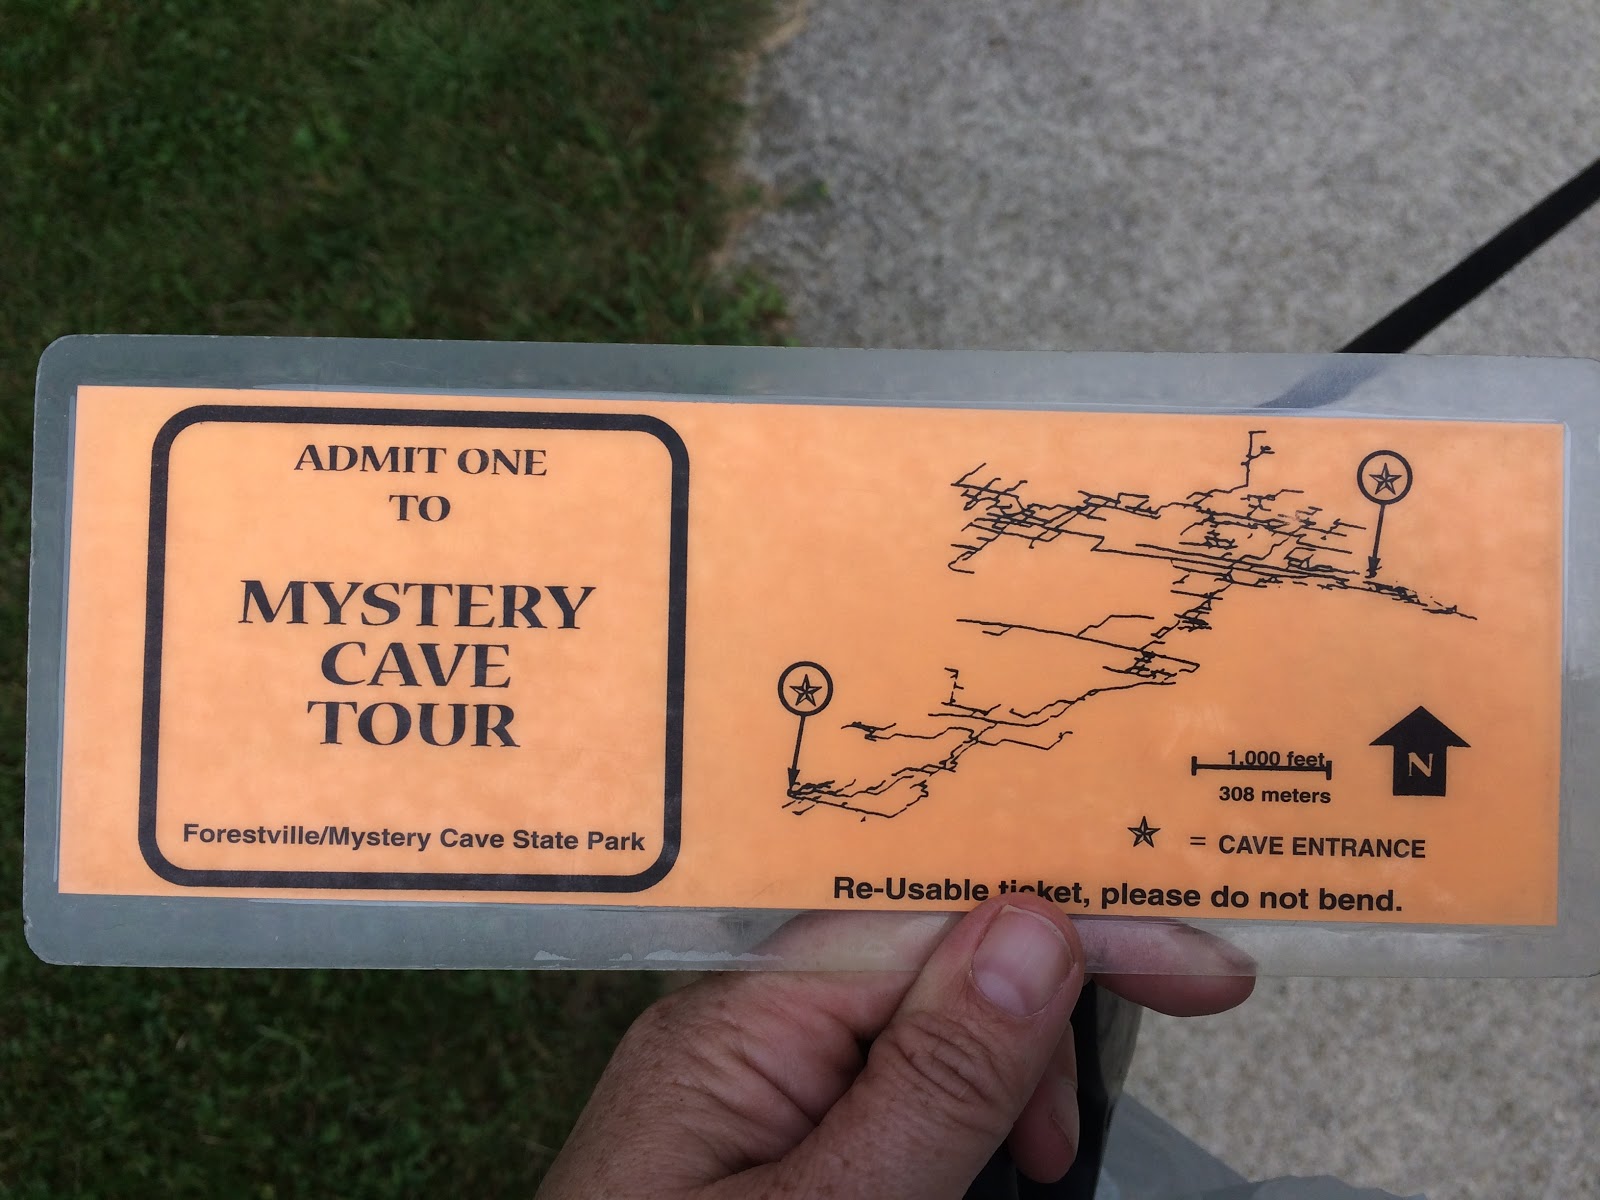 ADMIT ONE
TO
MYSTERY
CAVE
TOUR
Forestville/Mystery Cave State Park
1,000 feet
308 meters
N
= CAVE ENTRANCE
Re-Usable ticket, please do not bend.